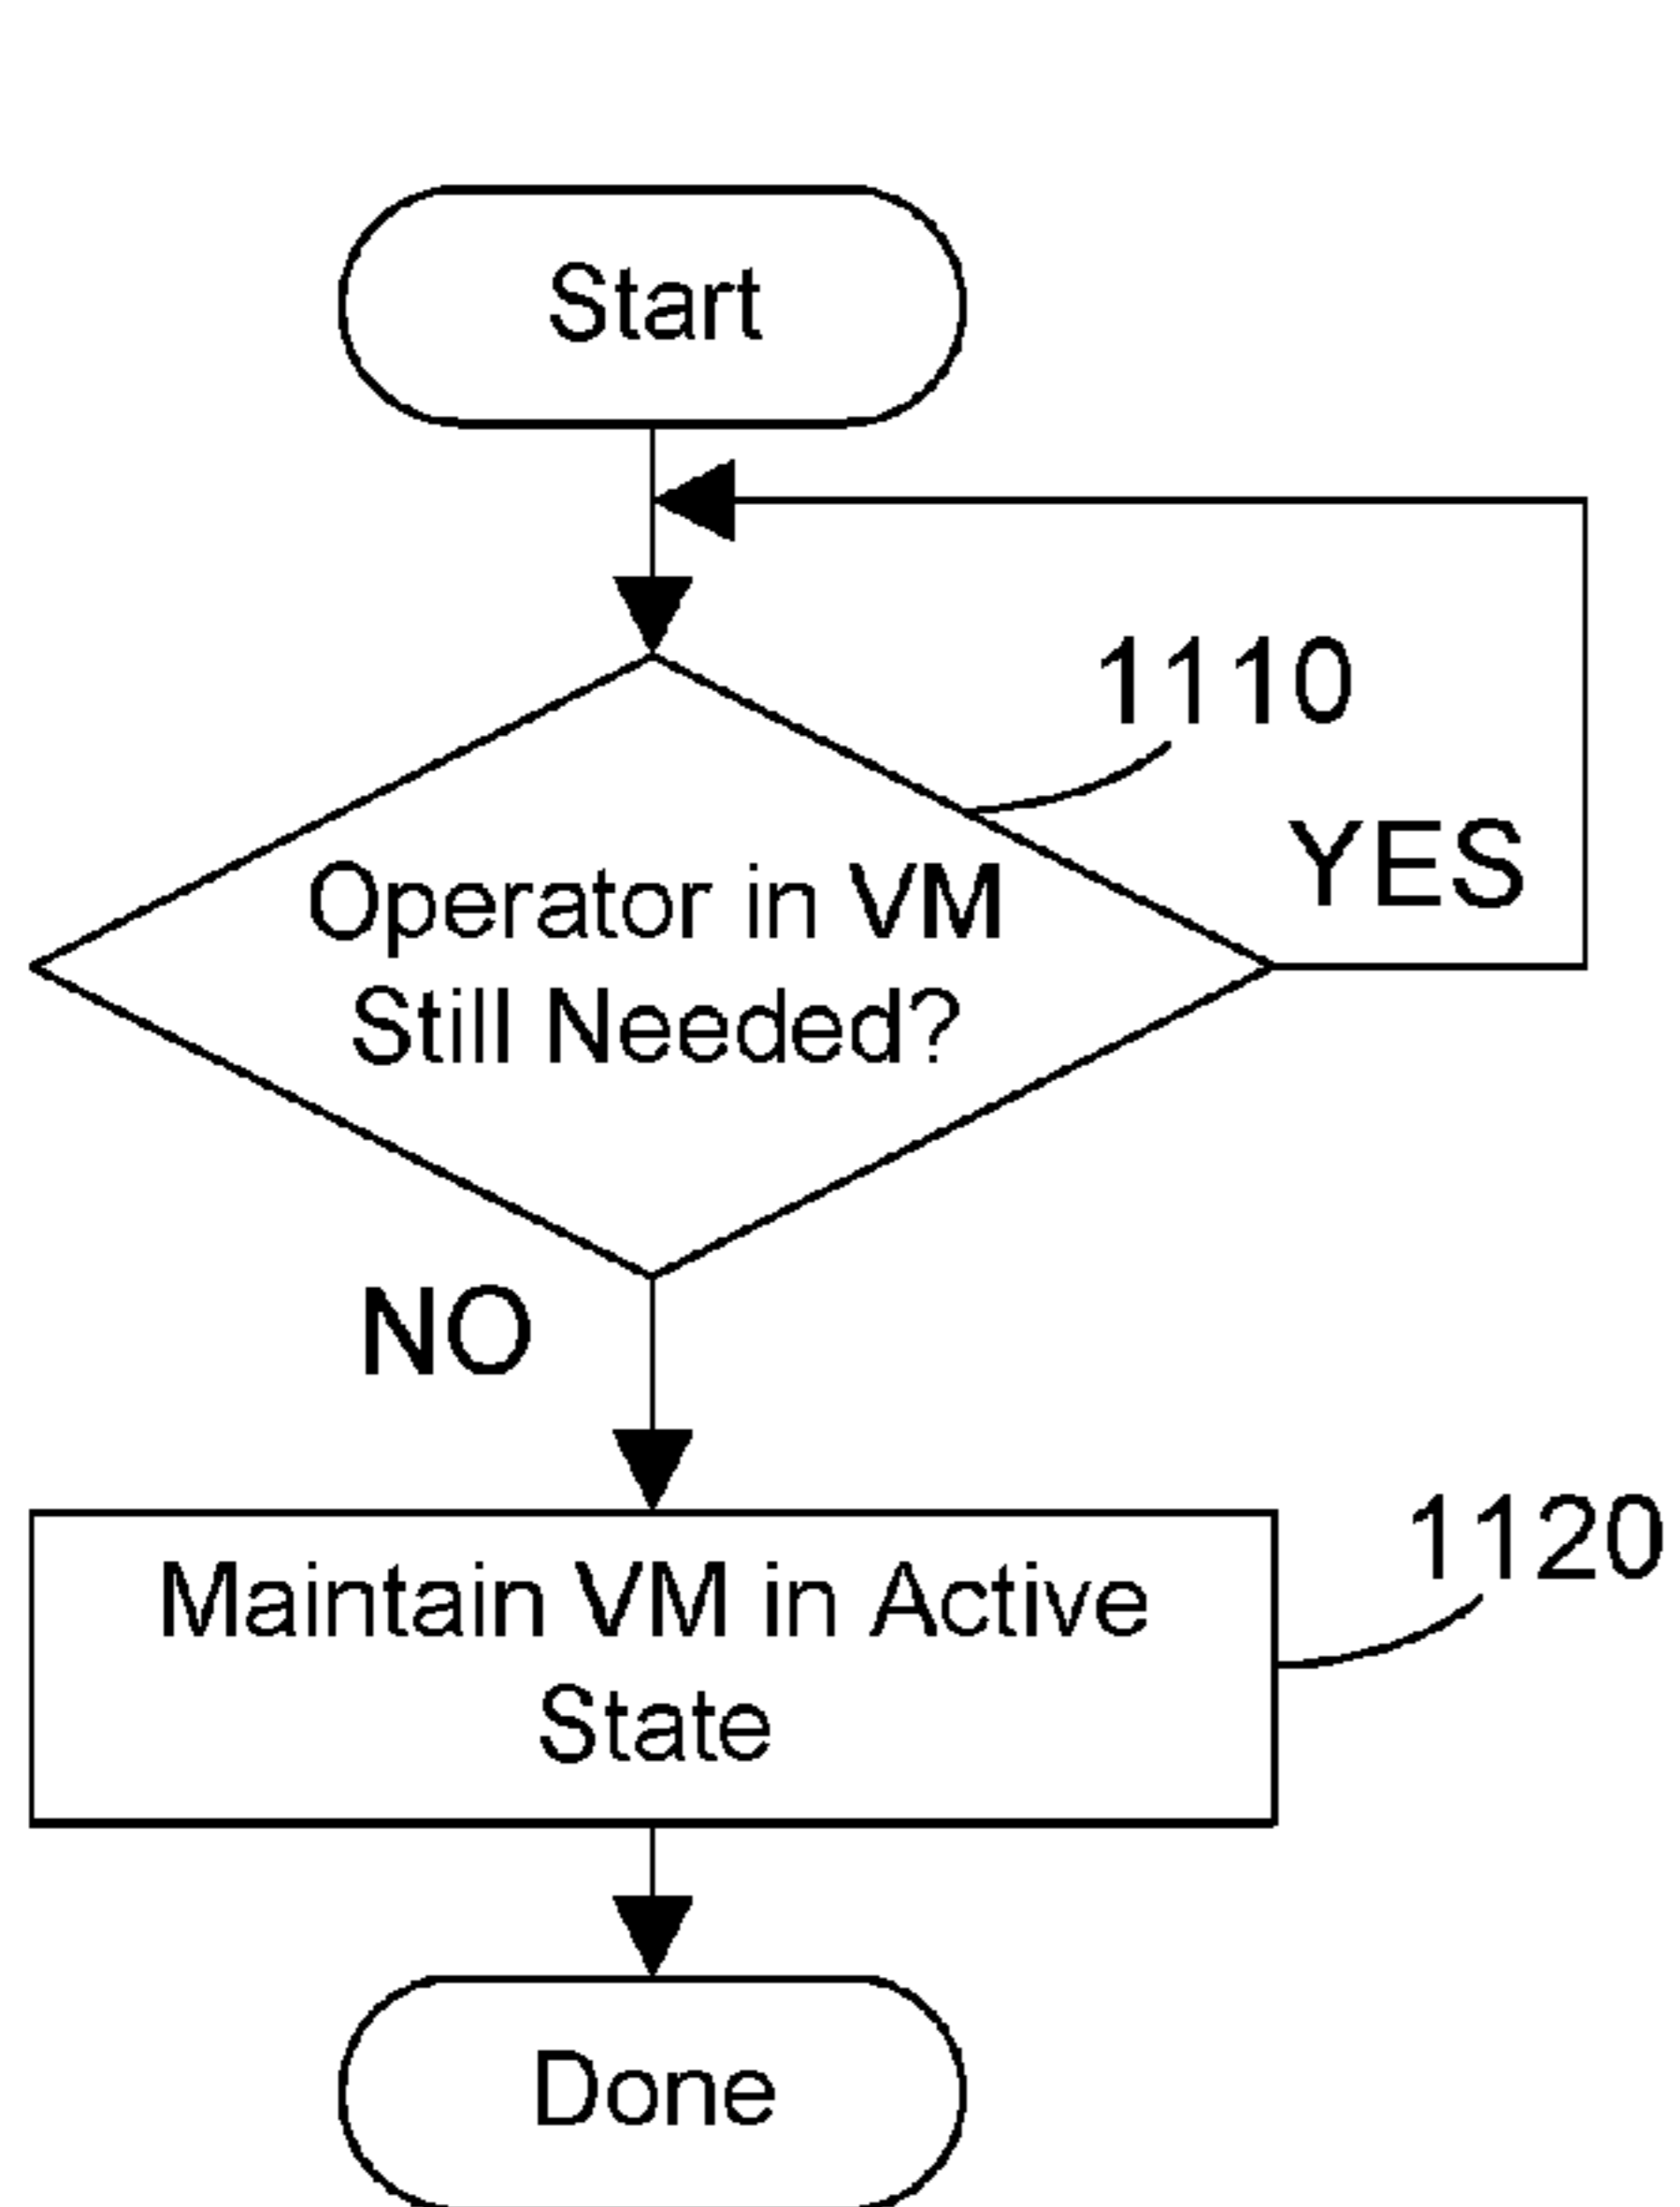 Start
1110
YES
Operator in VM
Still Needed?
NO
1120
Maintain VM in Active
State
Done